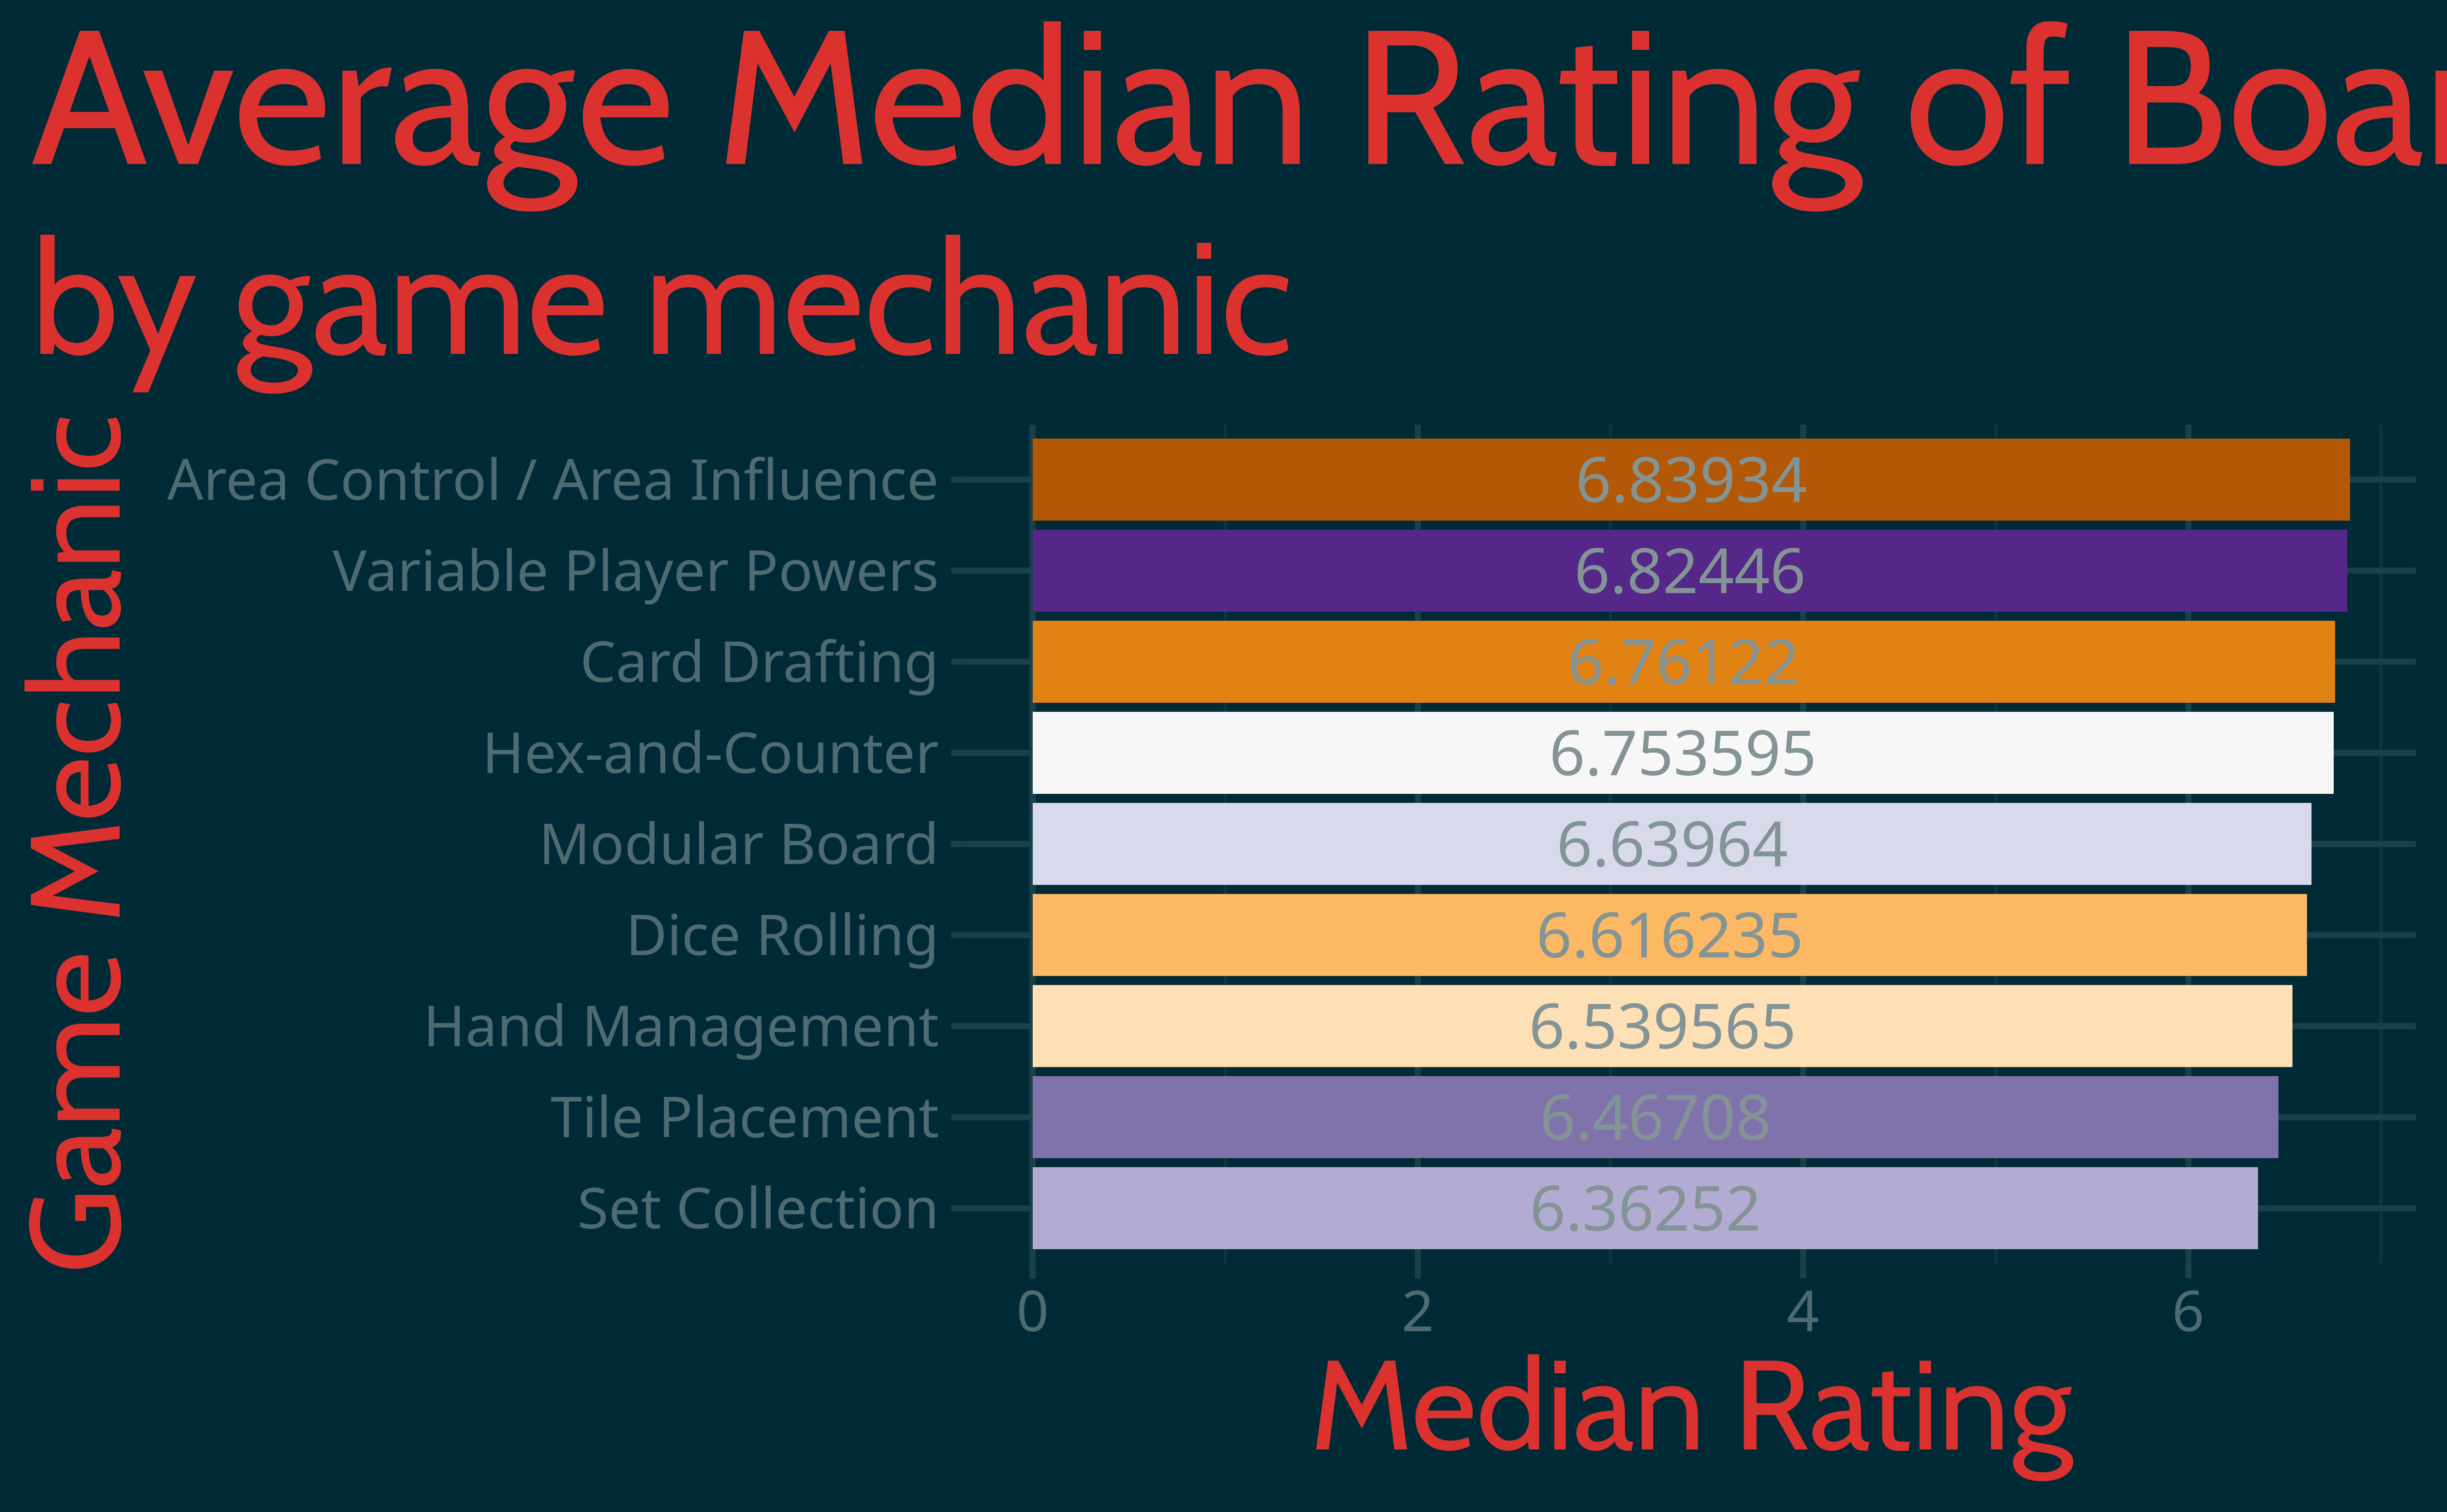 Average Median Rating of Boar
by game mechanic
Game Mechanic
Area Control / Area Influence
6.83934
Variable Player Powers
6.82446
Card Drafting
6.76122
Hex-and-Counter
6.753595
Modular Board
6.63964
Dice Rolling
6.616235
Hand Management
6.539565
Tile Placement
6.46708
Set Collection
6.36252
0 2 4 6
Median Rating